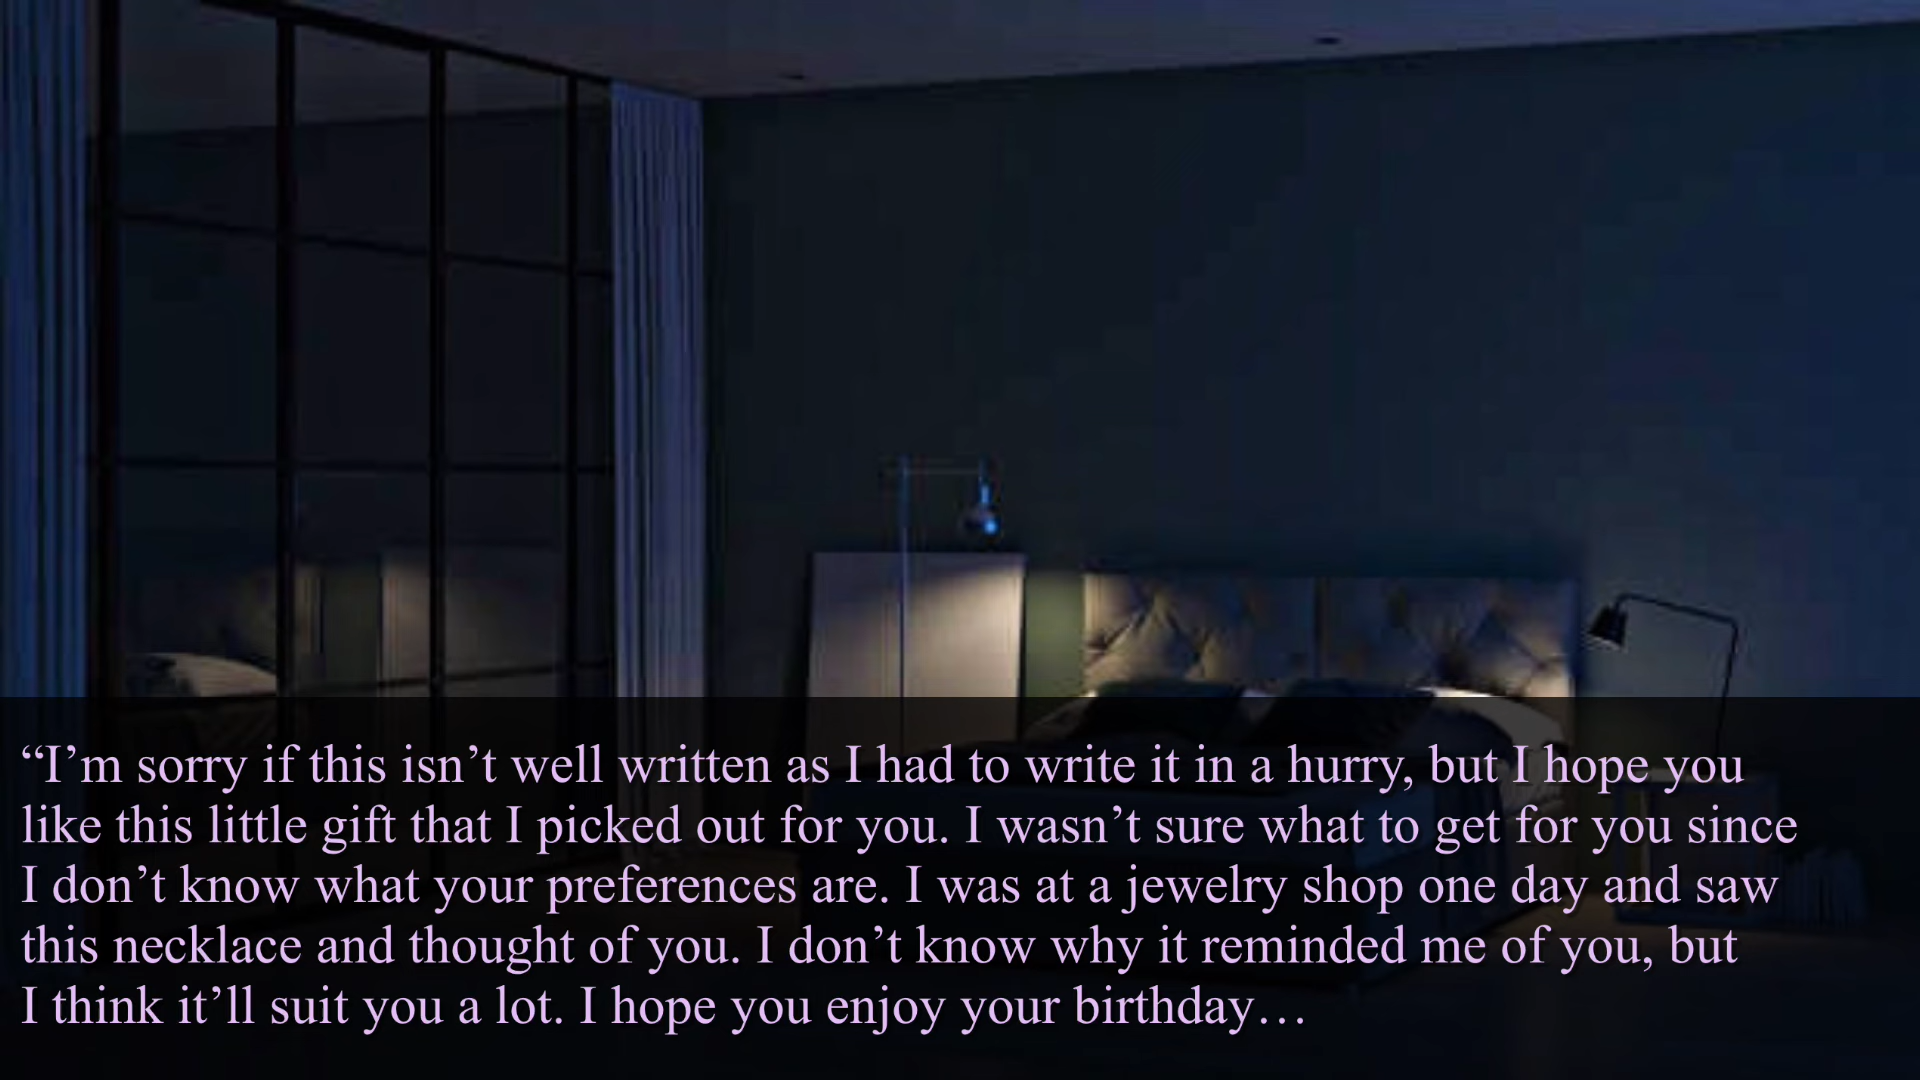 “I’m sorry if this isn’t well written as I had to write it in a hurry, but I hope you
like this little gift that I picked out for you. I wasn’t sure what to get for you since
I don’t know what your preferences are. I was at a jewelry shop one day and saw
this necklace and thought of you. I don’t know why it reminded me of you, but
I think it’ll suit you a lot. I hope you enjoy your birthday…